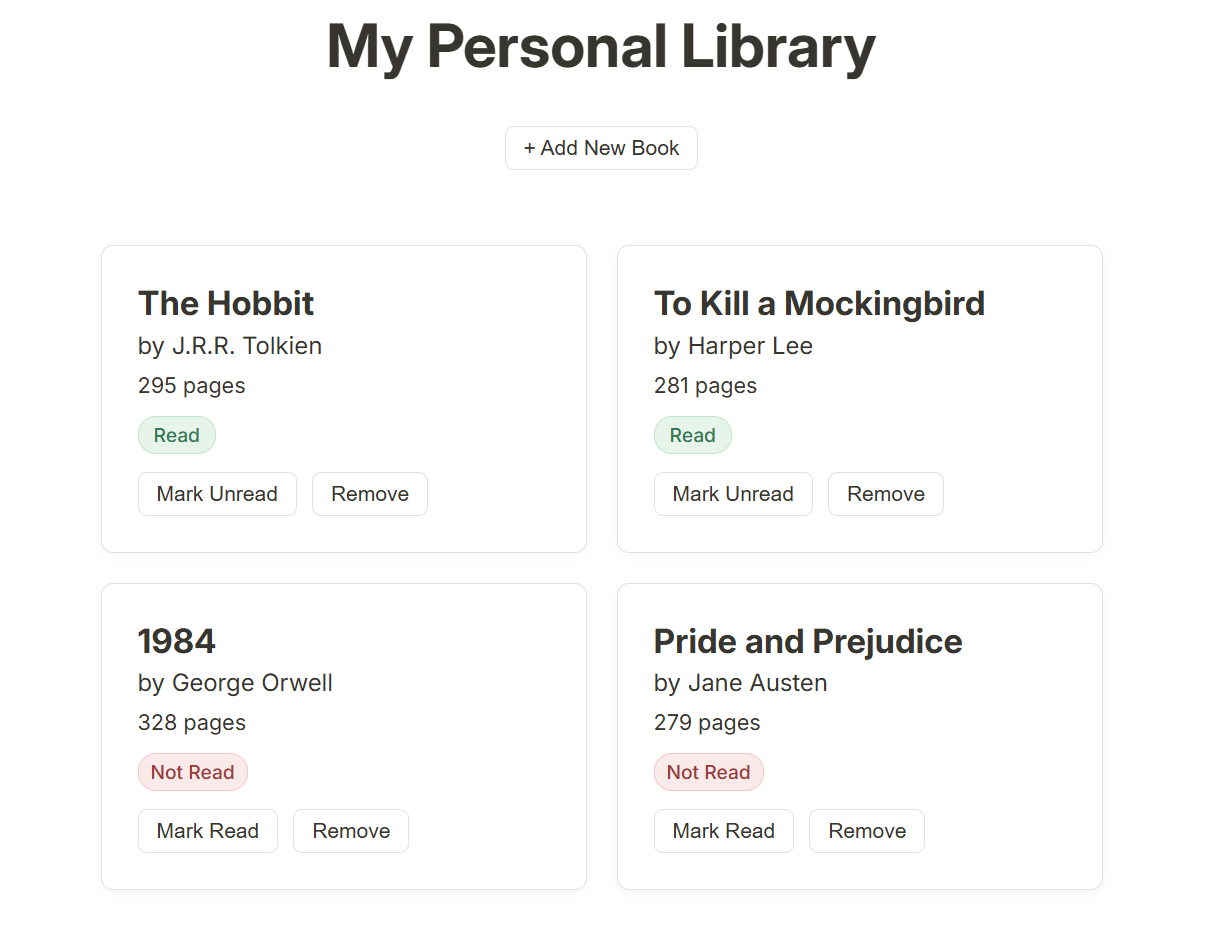 My Personal Library
+ Add New Book
The Hobbit
by J.R.R. Tolkien
295 pages
Read
Mark Unread Remove
To Kill a Mockingbird
by Harper Lee
281 pages
Read
Mark Unread Remove
1984
by George Orwell
328 pages
Not Read
Mark Read Remove
Pride and Prejudice
by Jane Austen
279 pages
Not Read
Mark Read Remove